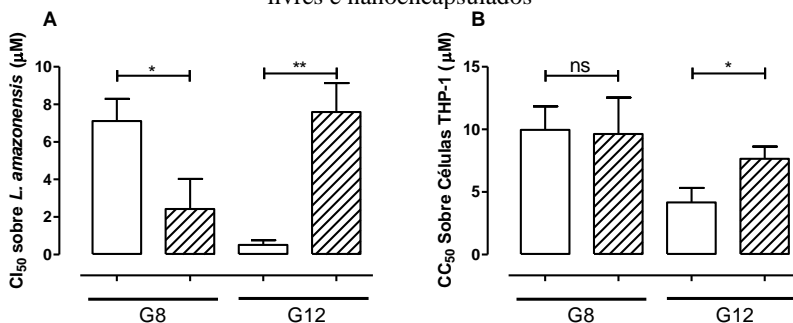 livres e nanoencapsulados
A
CI50 sobre L. amazonensis (µM)
10
8
6
4
2
0
*
**
G8
G12
B
CC50 Sobre Células THP-1 (µM)
15
10
5
0
ns
*
G8
G12